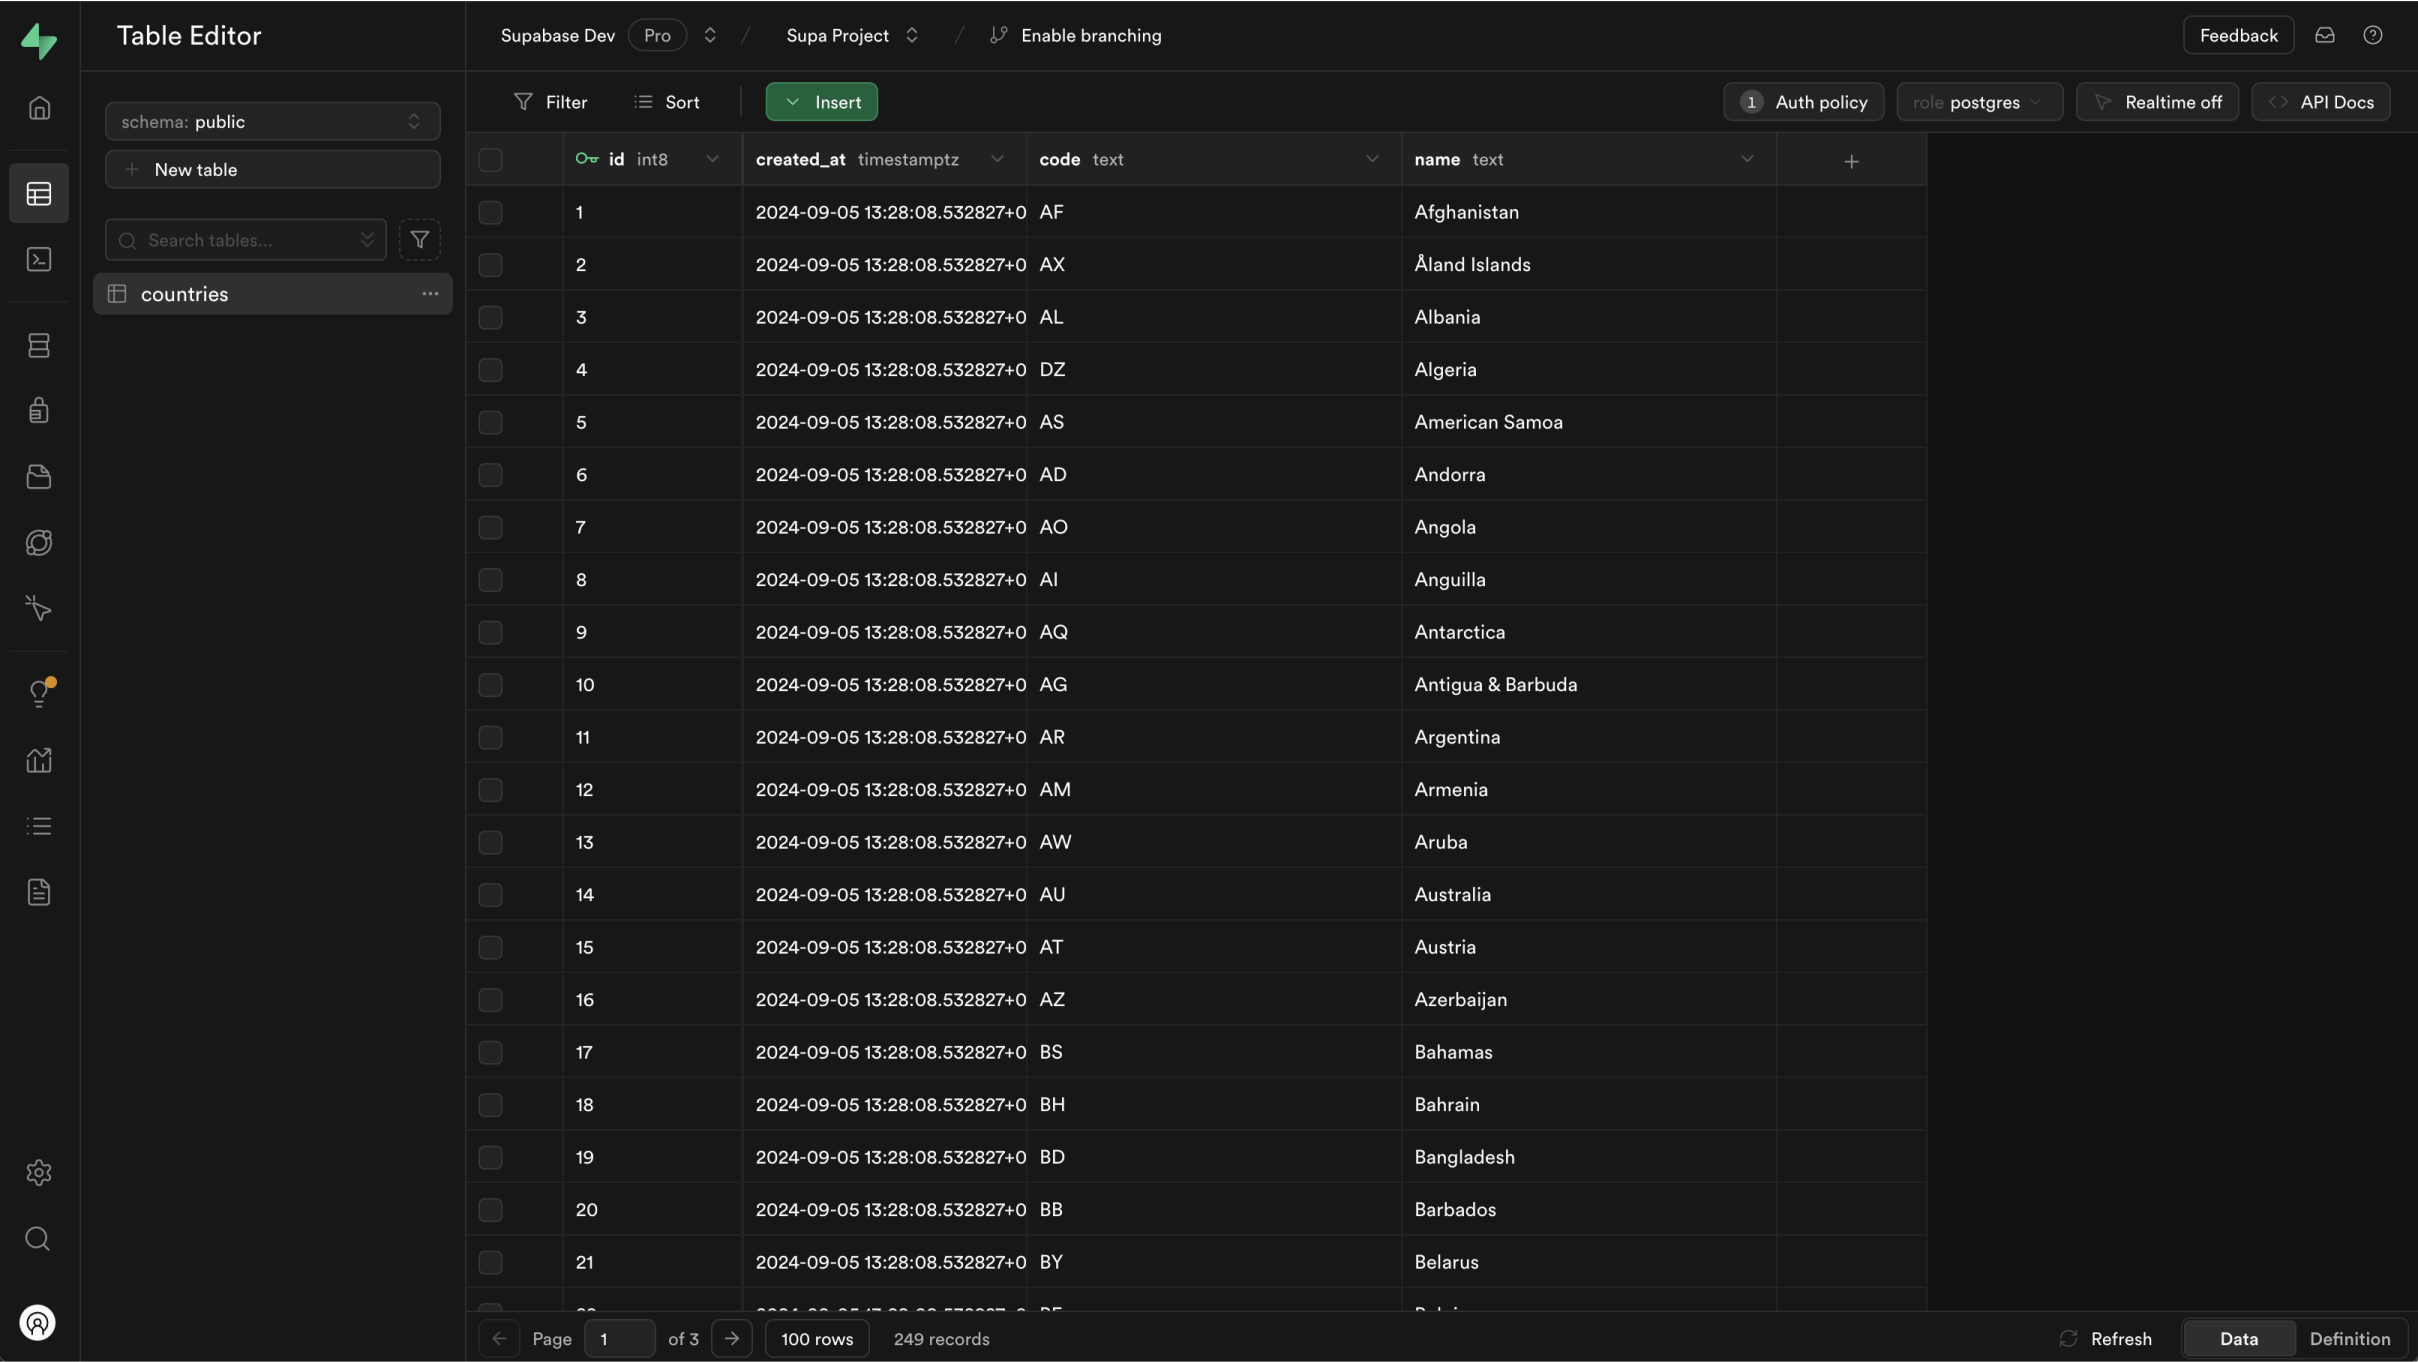 Table Editor
Supabase Dev Pro / Supa Project / Enable branching
Feedback
schema: public
New table
Search tables...
countries
Filter Sort Insert
1 Auth policy role postgres Realtime off API Docs
id int8 created_at timestamptz code text name text
1 2024-09-05 13:28:08.532827+0 AF Afghanistan
2 2024-09-05 13:28:08.532827+0 AX Åland Islands
3 2024-09-05 13:28:08.532827+0 AL Albania
4 2024-09-05 13:28:08.532827+0 DZ Algeria
5 2024-09-05 13:28:08.532827+0 AS American Samoa
6 2024-09-05 13:28:08.532827+0 AD Andorra
7 2024-09-05 13:28:08.532827+0 AO Angola
8 2024-09-05 13:28:08.532827+0 AI Anguilla
9 2024-09-05 13:28:08.532827+0 AQ Antarctica
10 2024-09-05 13:28:08.532827+0 AG Antigua & Barbuda
11 2024-09-05 13:28:08.532827+0 AR Argentina
12 2024-09-05 13:28:08.532827+0 AM Armenia
13 2024-09-05 13:28:08.532827+0 AW Aruba
14 2024-09-05 13:28:08.532827+0 AU Australia
15 2024-09-05 13:28:08.532827+0 AT Austria
16 2024-09-05 13:28:08.532827+0 AZ Azerbaijan
17 2024-09-05 13:28:08.532827+0 BS Bahamas
18 2024-09-05 13:28:08.532827+0 BH Bahrain
19 2024-09-05 13:28:08.532827+0 BD Bangladesh
20 2024-09-05 13:28:08.532827+0 BB Barbados
21 2024-09-05 13:28:08.532827+0 BY Belarus
Page 1 of 3 100 rows 249 records
Refresh Data Definition